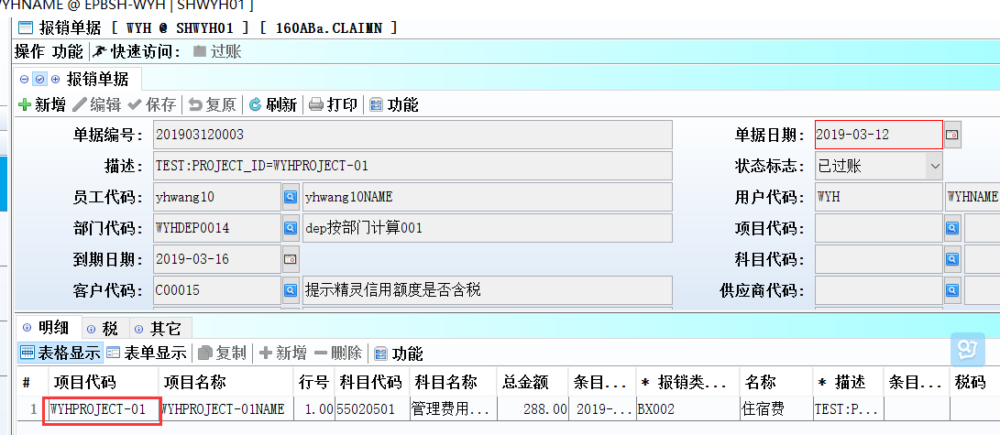 WYHNAME @ EPBSH-WYH | SHWYH01 ]
报销单据 [ WYH @ SHWYH01 ] [ 160ABa.CLAIMN ]
操作 功能 快速访问: 过账
报销单据
新增 编辑 保存 复原 刷新 打印 功能
单据编号: 201903120003 单据日期: 2019-03-12
描述: TEST:PROJECT_ID=WYHPROJECT-01 状态标志: 已过账
员工代码: yhwang10 yhwang10NAME 用户代码: WYH WYHNAME
部门代码: WYHDEP0014 dep按部门计算001 项目代码:
到期日期: 2019-03-16 科目代码:
客户代码: C00015 提示精灵信用额度是否含税 供应商代码:
明细 税 其它
表格显示 表单显示 复制 新增 删除 功能
# 项目代码 项目名称 行号 科目代码 科目名称 总金额 条目... * 报销类... 名称 * 描述 条目... 税码
1 WYHPROJECT-01 WYHPROJECT-01NAME 1.00 55020501 管理费用... 288.00 2019-... BX002 住宿费 TEST:P...